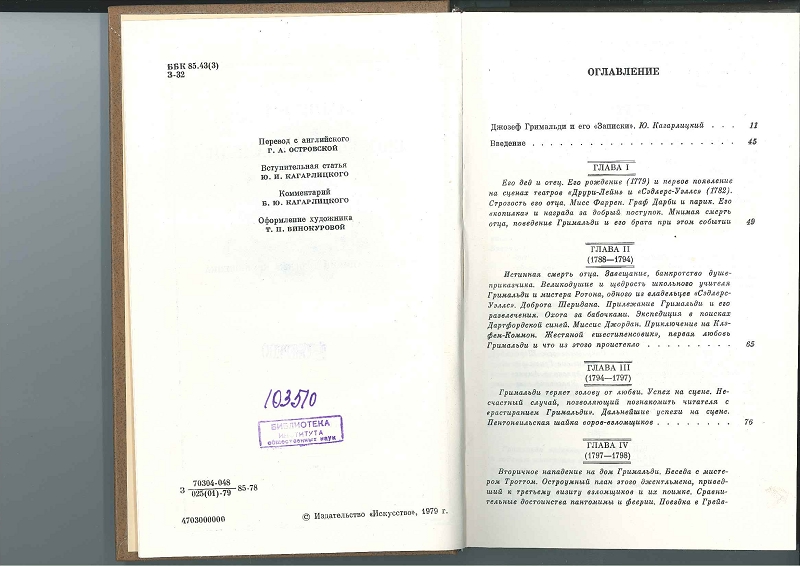 ББК 85.43(3)
З-32
Перевод с английского
Г. А. ОСТРОВСКОЙ
Вступительная статья
Ю. И. КАГАРЛИЦКОГО
Комментарий
Б. Ю. КАГАРЛИЦКОГО
Оформление художника
Т. П. ВИНОКУРОВОЙ
103510
БИБЛИОТЕКА
ИНСТИТУТА
общественных наук
З 70304-048
025(01)-79 85-78
4703000000
© Издательство «Искусство», 1979 г.
ОГЛАВЛЕНИЕ
Джозеф Гримальди и его «Записки». Ю. Кагарлицкий . . . 11
Введение . . . . . . . . . . . . . . . . . . . . 45
ГЛАВА I
Его дед и отец. Его рождение (1779) и первое появление
на сценах театров «Друри-Лейн» и «Сэдлерс-Уэллс» (1782).
Строгость его отца. Мисс Фаррен. Граф Дарби и парик. Его
«копилка» и награда за добрый поступок. Мнимая смерть
отца, поведение Гримальди и его брата при этом событии 49
ГЛАВА II
(1788—1794)
Истинная смерть отца. Завещание, банкротство душе-
приказчика. Великодушие и щедрость школьного учителя
Гримальди и мистера Ротона, одного из владельцев «Сэдлерс-
Уэллс». Доброта Шеридана. Прилежание Гримальди и его
развлечения. Охота за бабочками. Экспедиция в поисках
Дартфордской синей. Миссис Джордан. Приключение на Клэ-
фем-Коммон. Жестяной «шестипенсовик», первая любовь
Гримальди и что из этого проистекло . . . . . . . . . 65
ГЛАВА III
(1794—1797)
Гримальди теряет голову от любви. Успех на сцене. Не-
счастный случай, позволяющий познакомить читателя с
«растиранием Гримальди». Дальнейшие успехи на сцене.
Пентонвильская шайка воров-взломщиков . . . . . . . . 76
ГЛАВА IV
(1797—1798)
Вторичное нападение на дом Гримальди. Беседа с мисте-
ром Троттом. Остроумный план этого джентльмена, привед-
ший к третьему визиту взломщиков и их поимке. Сравни-
тельные достоинства пантомимы и феерии. Поездка в Грейв-